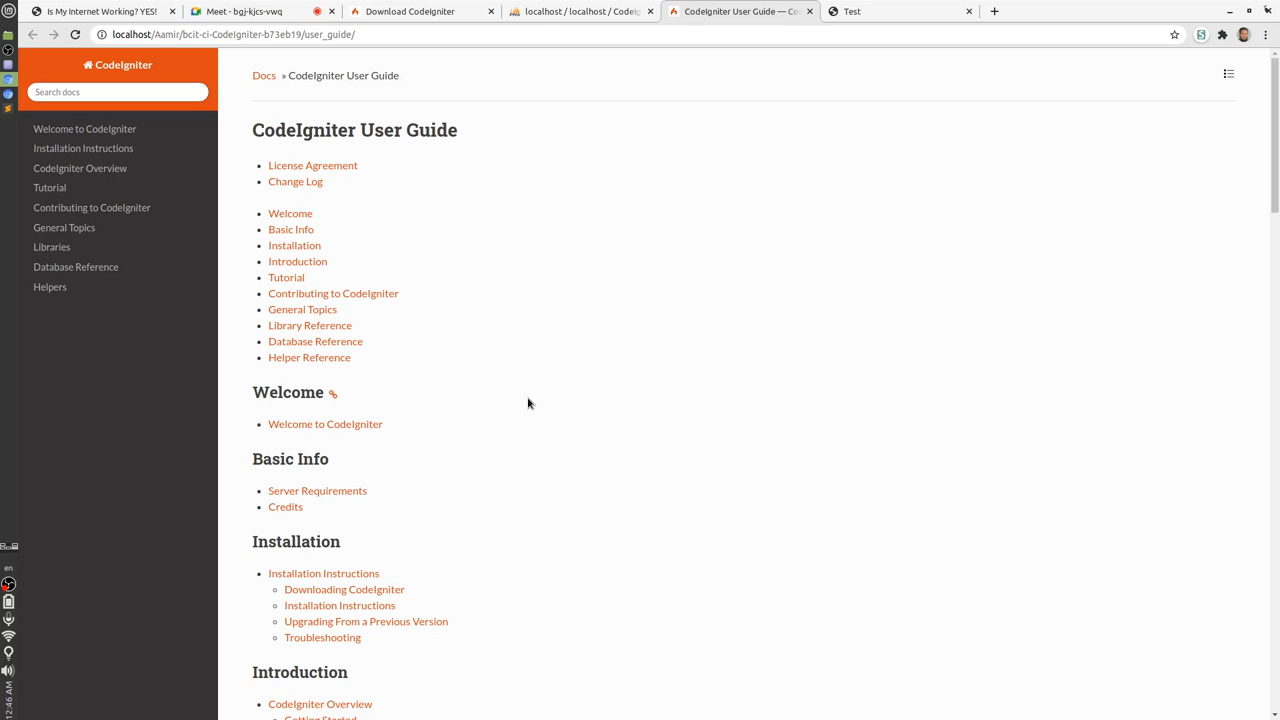 Is My Internet Working? YES!
Meet - bgj-kjcs-vwq
Download CodeIgniter
localhost / localhost / CodeIg
CodeIgniter User Guide — Co
Test
localhost/Aamir/bcit-ci-CodeIgniter-b73eb19/user_guide/
CodeIgniter
Search docs
Welcome to CodeIgniter
Installation Instructions
CodeIgniter Overview
Tutorial
Contributing to CodeIgniter
General Topics
Libraries
Database Reference
Helpers
en
12:46 AM
Docs » CodeIgniter User Guide
CodeIgniter User Guide
License Agreement
Change Log
Welcome
Basic Info
Installation
Introduction
Tutorial
Contributing to CodeIgniter
General Topics
Library Reference
Database Reference
Helper Reference
Welcome
Welcome to CodeIgniter
Basic Info
Server Requirements
Credits
Installation
Installation Instructions
Downloading CodeIgniter
Installation Instructions
Upgrading From a Previous Version
Troubleshooting
Introduction
CodeIgniter Overview
Getting Started